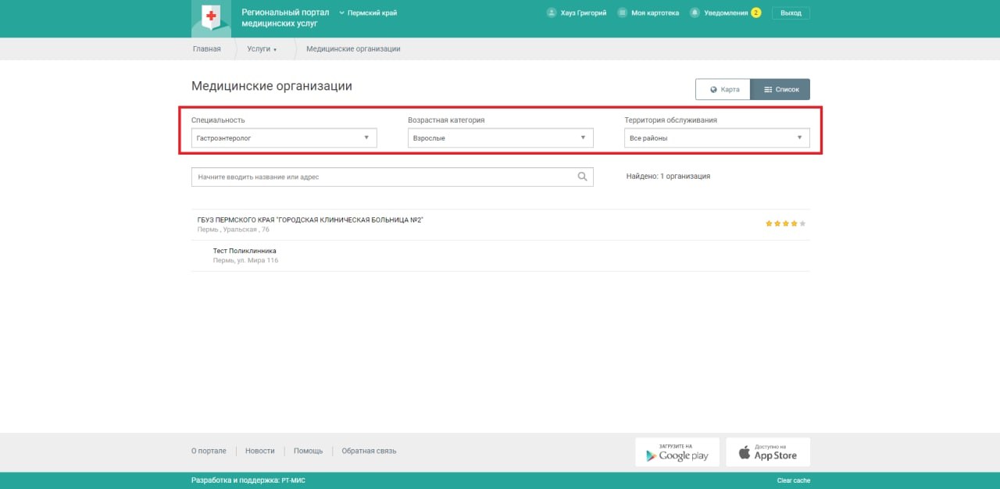 Региональный портал
медицинских услуг
Пермский край
Хауз Григорий
Моя картотека
Уведомления 2
Выход
Главная
Услуги
Медицинские организации
Медицинские организации
Карта
Список
Специальность
Возрастная категория
Территория обслуживания
Гастроэнтеролог
Взрослые
Все районы
Начните вводить название или адрес
Найдено: 1 организация
ГБУЗ ПЕРМСКОГО КРАЯ "ГОРОДСКАЯ КЛИНИЧЕСКАЯ БОЛЬНИЦА №2"
Пермь , Уральская , 76
Тест Поликлинника
Пермь, ул. Мира 116
О портале
Новости
Помощь
Обратная связь
ЗАГРУЗИТЕ НА
Google play
Доступно на
App Store
Разработка и поддержка: РТ-МИС
Clear cache